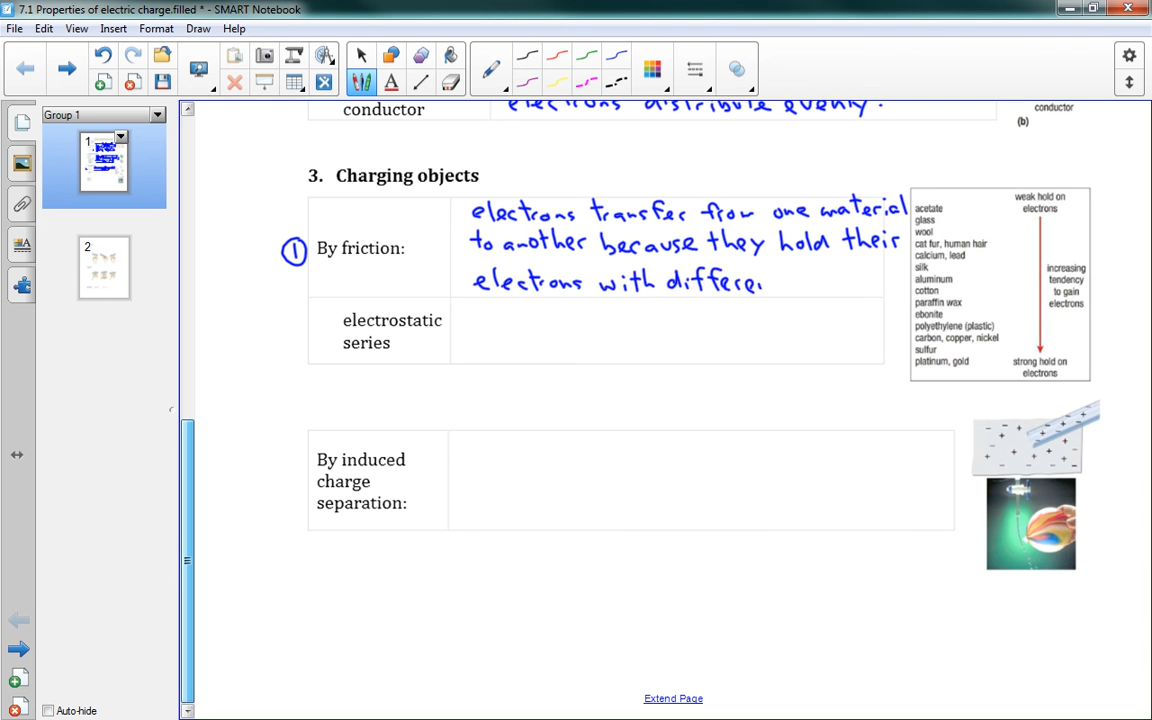 7.1 Properties of electric charge.filled * - SMART Notebook
File Edit View Insert Format Draw Help
Group 1
1
2
conductor
electrons distribute evenly.
conductor
(b)
3. Charging objects
1 By friction:
electrons transfer from one material
to another because they hold their
electrons with differe
electrostatic
series
weak hold on
electrons
acetate
glass
wool
cat fur, human hair
calcium, lead
silk
aluminum
cotton
paraffin wax
ebonite
polyethylene (plastic)
carbon, copper, nickel
sulfur
platinum, gold
increasing
tendency
to gain
electrons
strong hold on
electrons
By induced
charge
separation:
Extend Page
Auto-hide